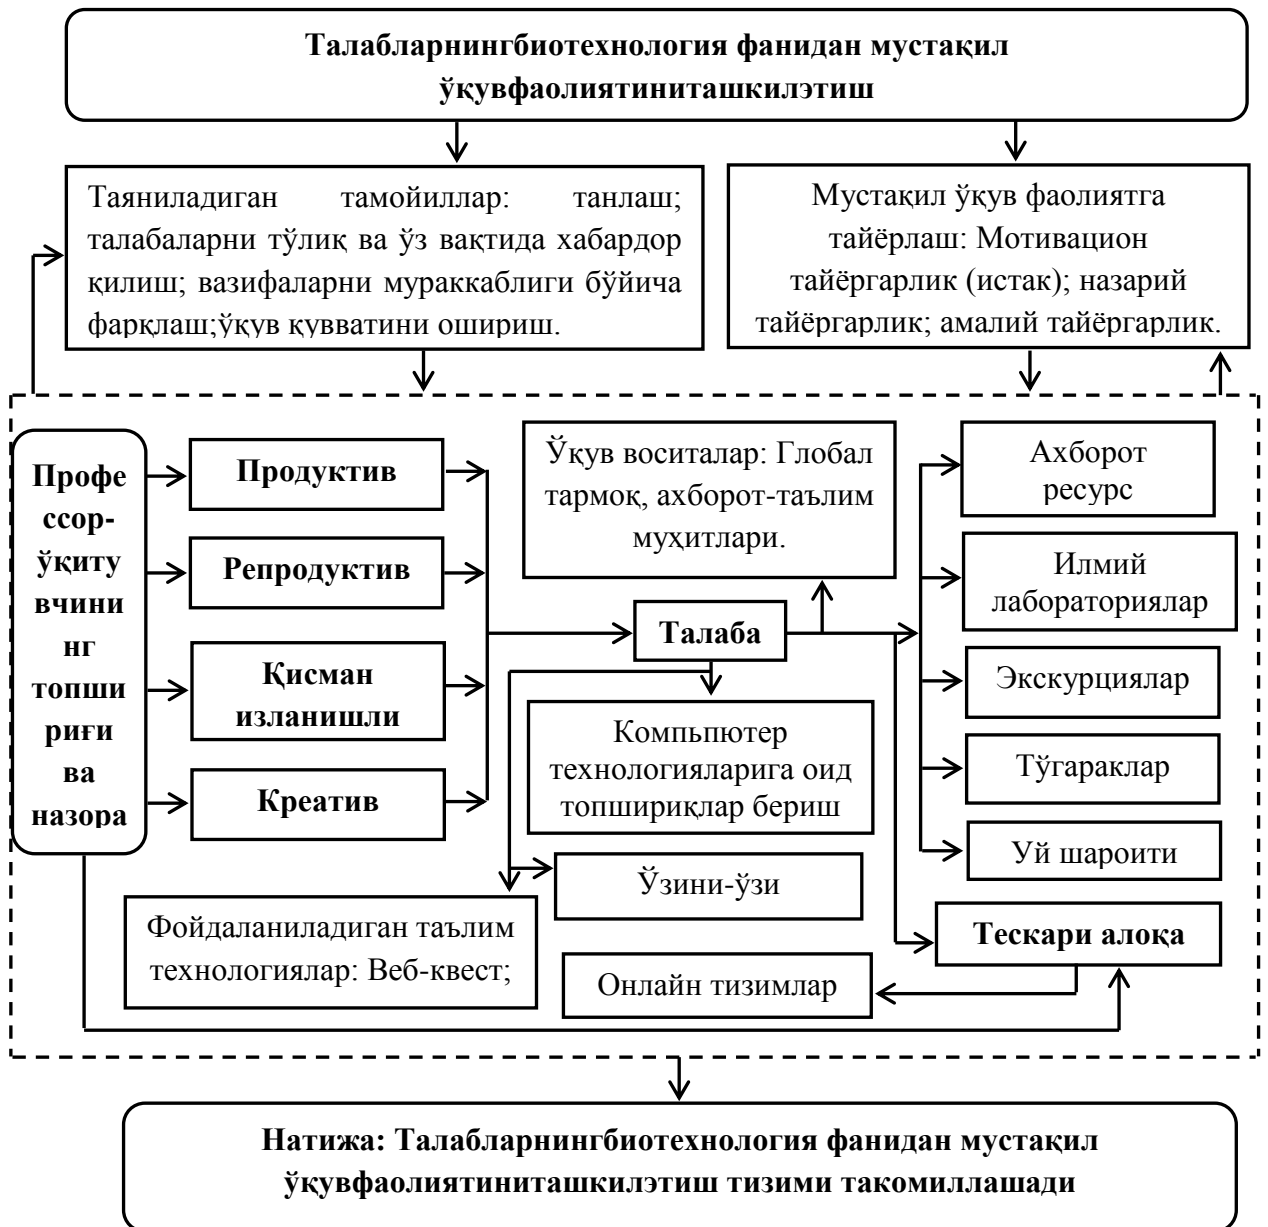 Талабларнингбиотехнология фанидан мустақил
ўқувфаолиятиниташкилэтиш
Таяниладиган тамойиллар: танлаш;
талабаларни тўлиқ ва ўз вақтида хабардор
қилиш; вазифаларни мураккаблиги бўйича
фарқлаш;ўқув қувватини ошириш.
Мустақил ўқув фаолиятга
тайёрлаш: Мотивацион
тайёргарлик (истак); назарий
тайёргарлик; амалий тайёргарлик.
Профе
ссор-
ўқиту
вчини
нг
топши
риғи
ва
назора
Продуктив
Репродуктив
Қисман
изланишли
Креатив
Ўқув воситалар: Глобал
тармоқ, ахборот-таълим
муҳитлари.
Талаба
Компьпютер
технологияларига оид
топшириқлар бериш
Ўзини-ўзи
Фойдаланиладиган таълим
технологиялар: Веб-квест;
Онлайн тизимлар
Ахборот
ресурс
Илмий
лабораториялар
Экскурциялар
Тўгараклар
Уй шароити
Тескари алоқа
Натижа: Талабларнингбиотехнология фанидан мустақил
ўқувфаолиятиниташкилэтиш тизими такомиллашади